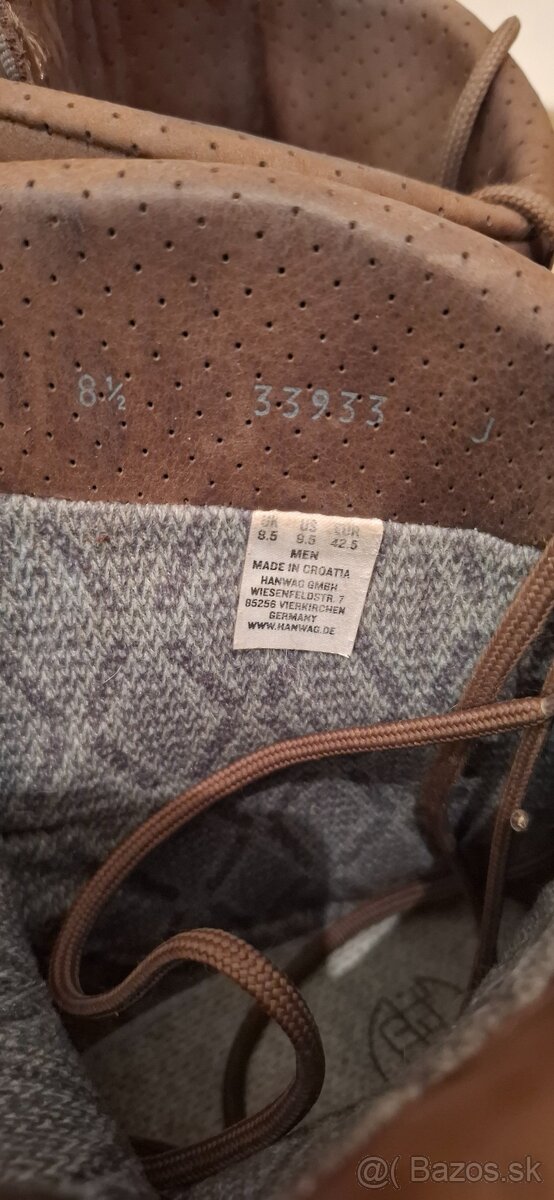 8½ 33933 J
UK US EUR
8.5 9.5 42.5
MEN
MADE IN CROATIA
HANWAG GMBH
WIESENFELDSTR. 7
85256 VIERKIRCHEN
GERMANY
WWW.HANWAG.DE
@( Bazos.sk